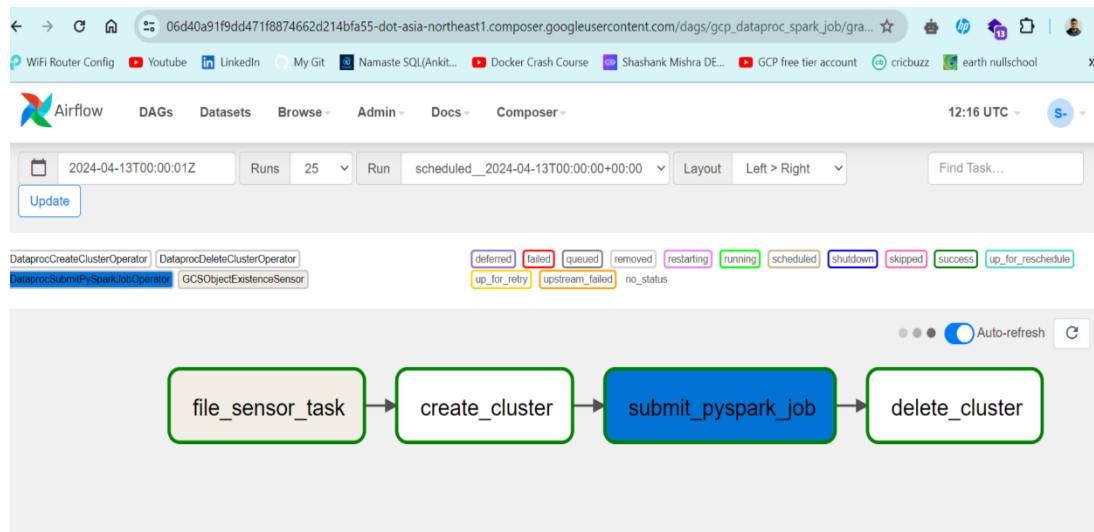 06d40a91f9dd471f8874662d214bfa55-dot-asia-northeast1.composer.googleusercontent.com/dags/gcp_dataproc_spark_job/gra...
WiFi Router Config Youtube LinkedIn My Git Namaste SQL(Ankit... Docker Crash Course Shashank Mishra DE... GCP free tier account cricbuzz earth nullschool »
Airflow DAGs Datasets Browse Admin Docs Composer 12:16 UTC S-
2024-04-13T00:00:01Z Runs 25 Run scheduled__2024-04-13T00:00:00+00:00 Layout Left > Right Find Task...
Update
DataprocCreateClusterOperator DataprocDeleteClusterOperator deferred failed queued removed restarting running scheduled shutdown skipped success up_for_reschedule
DataprocSubmitPySparkJobOperator GCSObjectExistenceSensor up_for_retry upstream_failed no_status
Auto-refresh
file_sensor_task create_cluster submit_pyspark_job delete_cluster